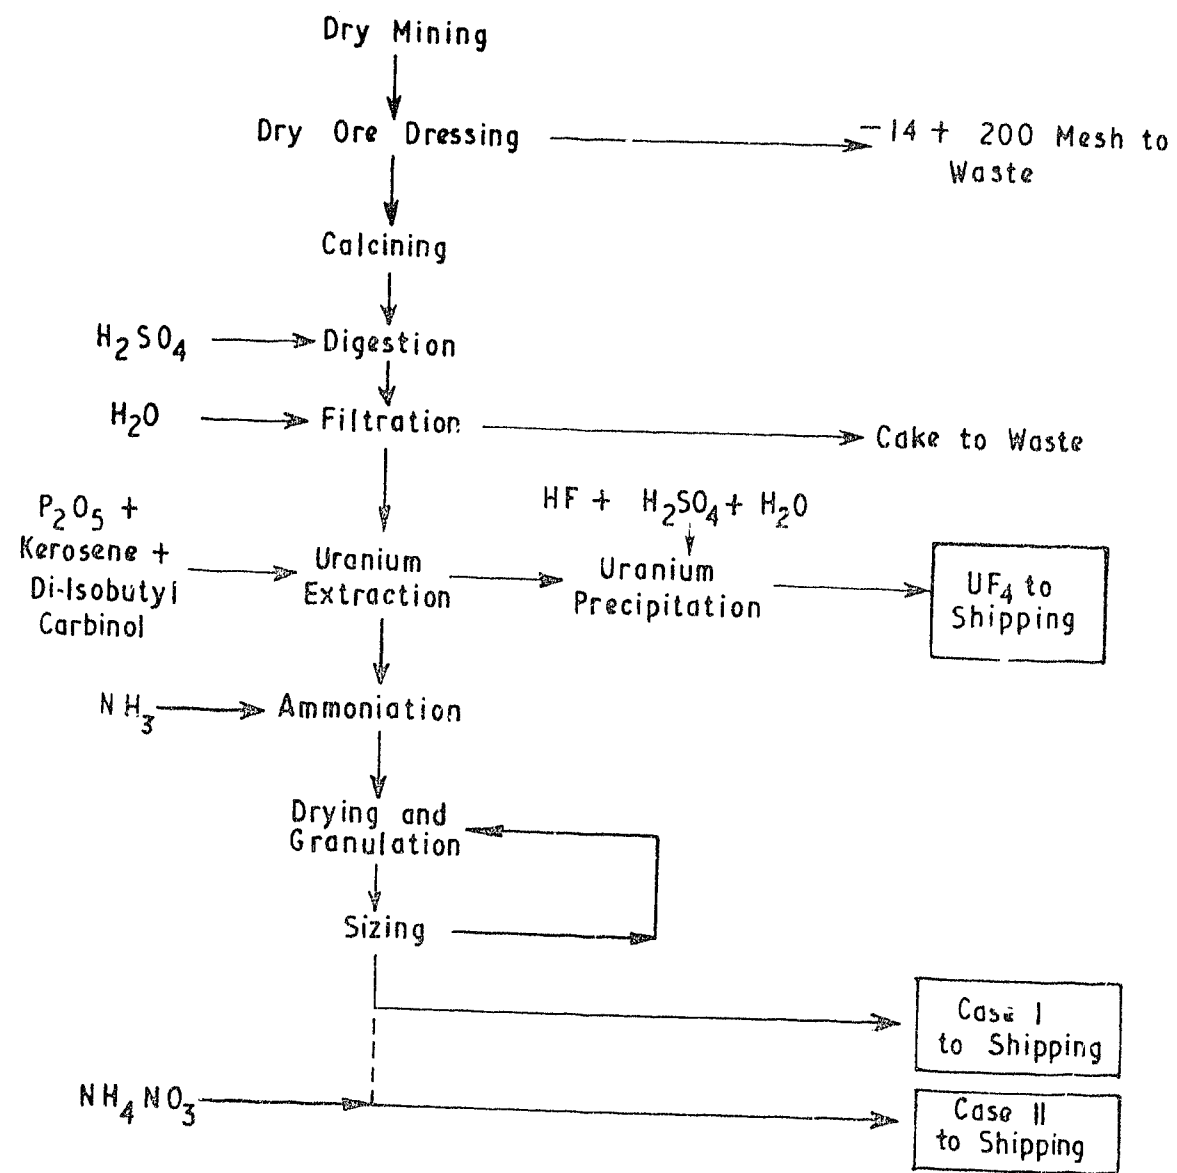 Dry Mining
Dry Ore Dressing
-14 + 200 Mesh to
Waste
Calcining
H₂SO₄
Digestion
H₂O
Filtration
Cake to Waste
P₂O₅ +
Kerosene +
Di-Isobutyl
Carbinol
Uranium
Extraction
HF + H₂SO₄ + H₂O
Uranium
Precipitation
UF₄ to
Shipping
NH₃
Ammoniation
Drying and
Granulation
Sizing
Case I
to Shipping
NH₄NO₃
Case II
to Shipping